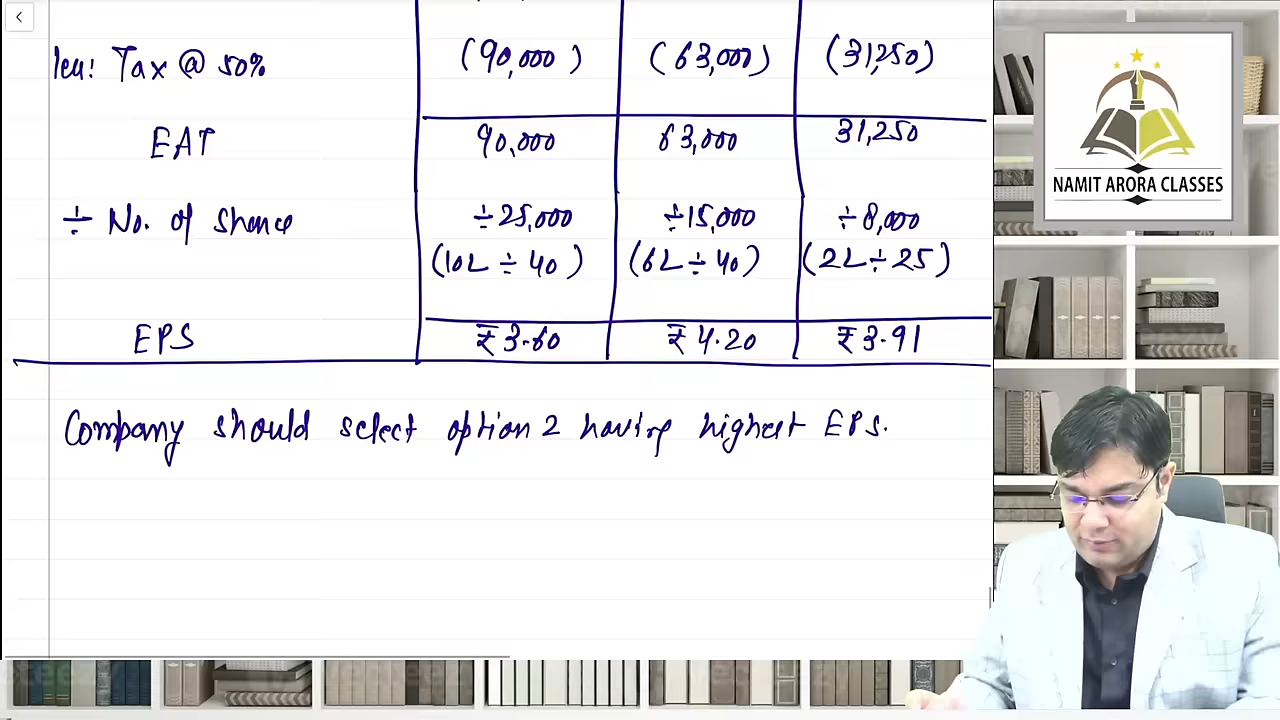 less: Tax @ 50% (90,000) (63,000) (31,250)
EAT 90,000 63,000 31,250
÷ No. of shares ÷25,000 ÷15,000 ÷8,000
(10L ÷ 40) (6L ÷ 40) (2L ÷ 25)
EPS ₹3.60 ₹4.20 ₹3.91
Company should select option 2 having highest EPS.
NAMIT ARORA CLASSES